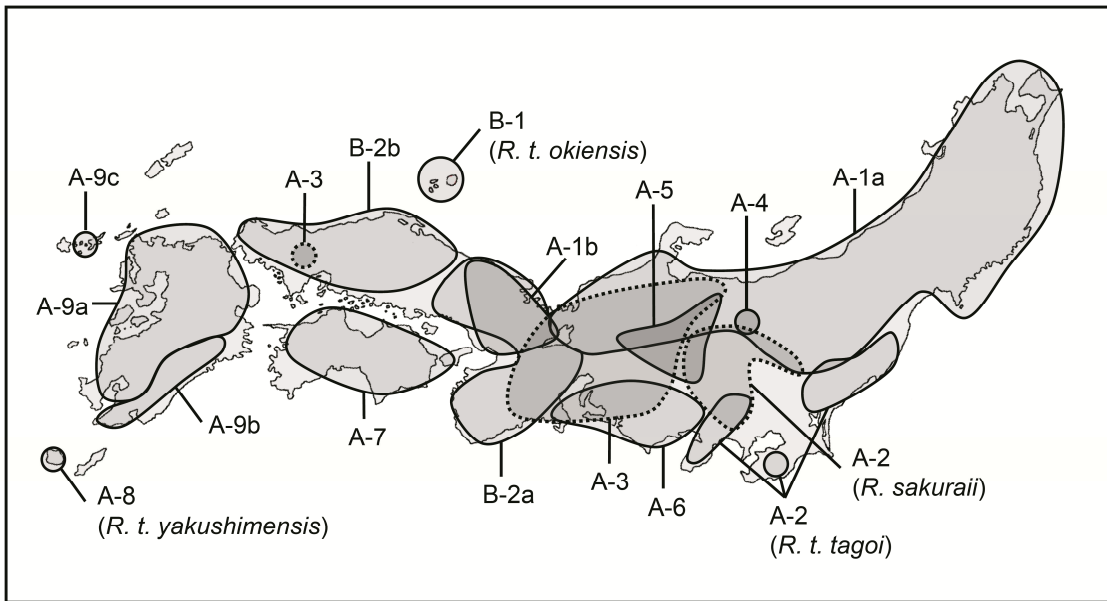 B-1
(R. t. okiensis)
B-2b
A-9c
A-3
A-5
A-4
A-1a
A-1b
A-9a
A-9b
A-7
A-8
(R. t. yakushimensis)
B-2a
A-3
A-6
A-2
(R. sakuraii)
A-2
(R. t. tagoi)